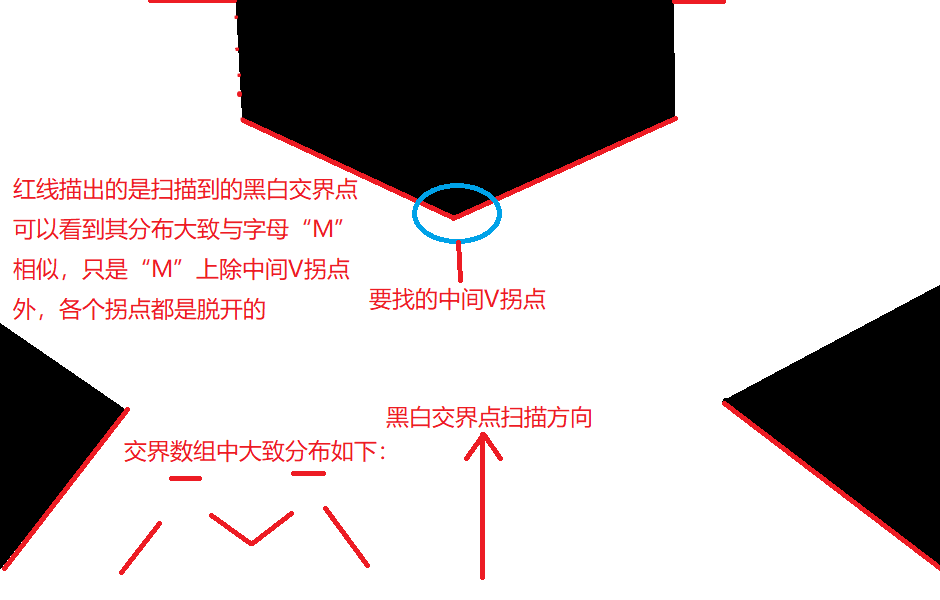 红线描出的是扫描到的黑白交界点
可以看到其分布大致与字母“M”
相似，只是“M”上除中间V拐点
外，各个拐点都是脱开的
要找的中间V拐点
黑白交界点扫描方向
交界数组中大致分布如下：